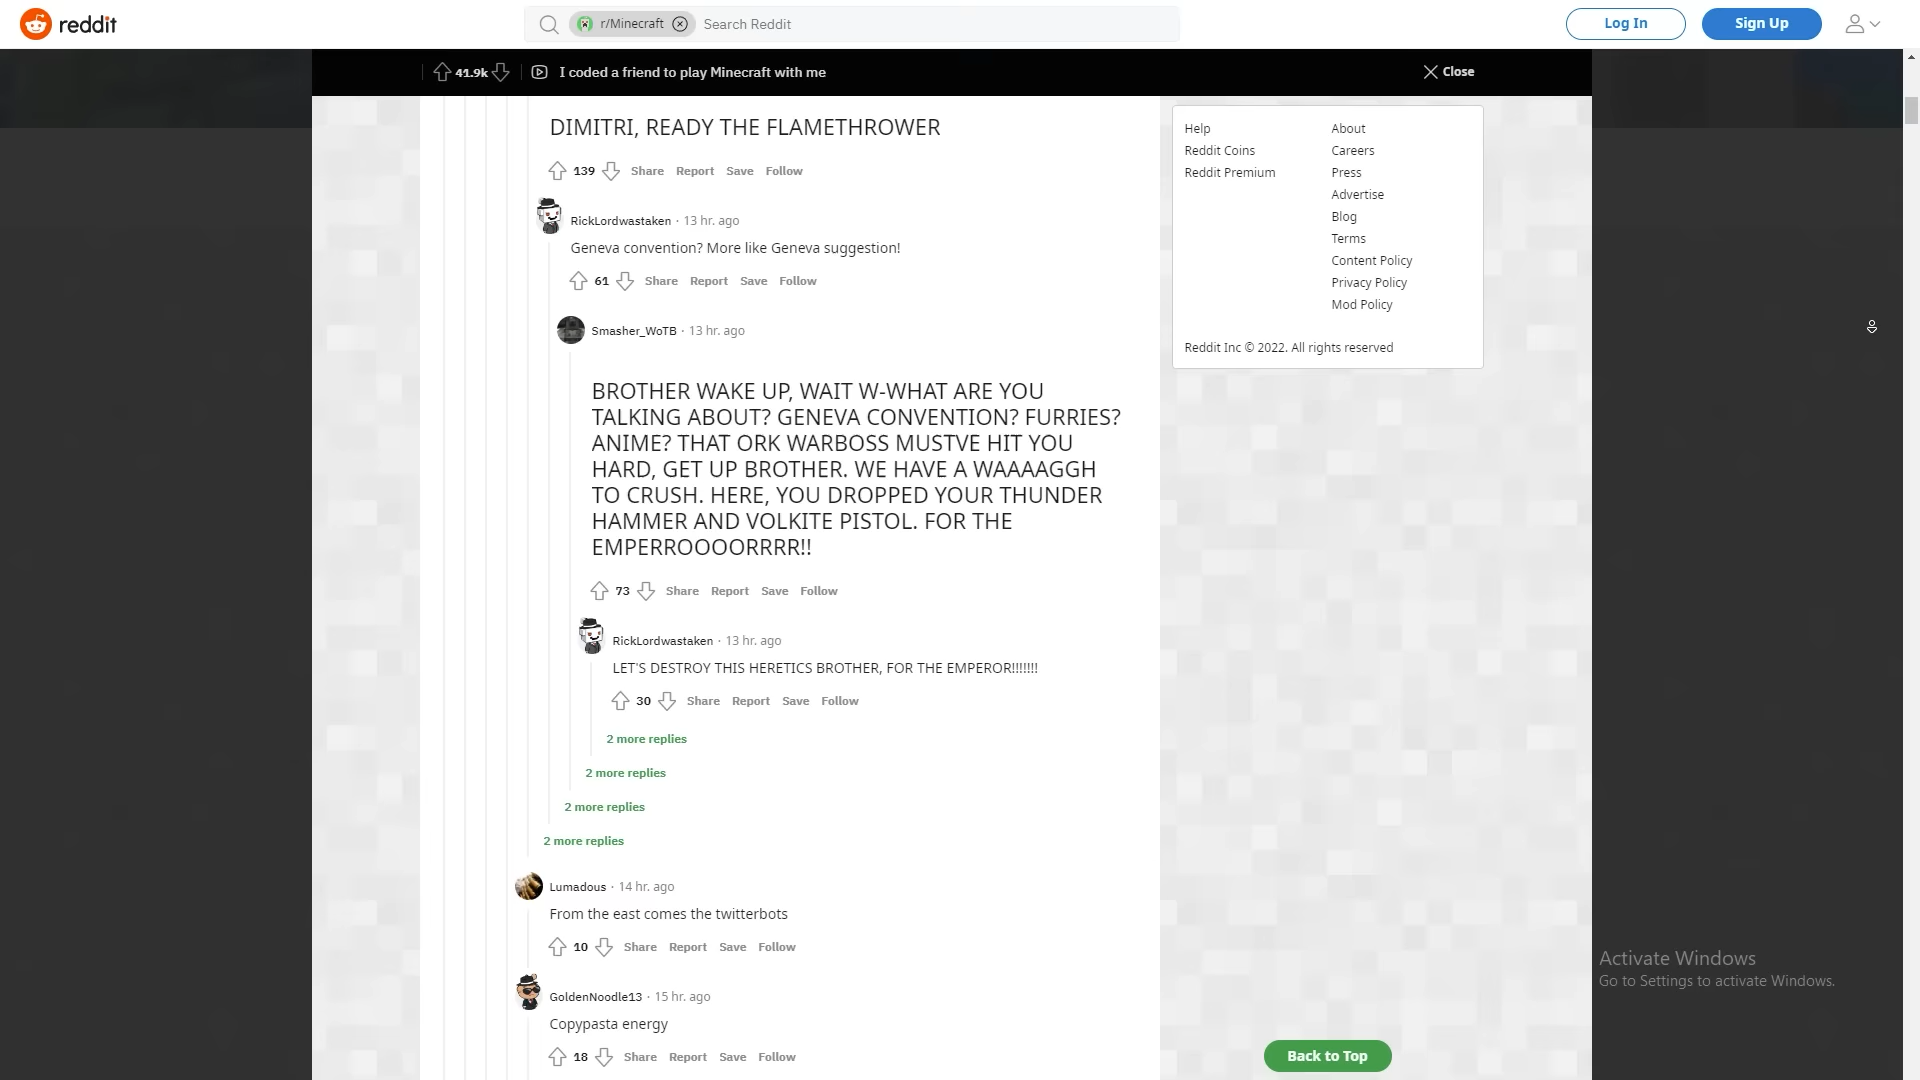 reddit
r/Minecraft
Search Reddit
Log In
Sign Up
41.9k
I coded a friend to play Minecraft with me
Close
DIMITRI, READY THE FLAMETHROWER
139 Share Report Save Follow
RickLordwastaken · 13 hr. ago
Geneva convention? More like Geneva suggestion!
61 Share Report Save Follow
Smasher_WoTB · 13 hr. ago
BROTHER WAKE UP, WAIT W-WHAT ARE YOU
TALKING ABOUT? GENEVA CONVENTION? FURRIES?
ANIME? THAT ORK WARBOSS MUSTVE HIT YOU
HARD, GET UP BROTHER. WE HAVE A WAAAAGGH
TO CRUSH. HERE, YOU DROPPED YOUR THUNDER
HAMMER AND VOLKITE PISTOL. FOR THE
EMPERROOOORRRR!!
73 Share Report Save Follow
RickLordwastaken · 13 hr. ago
LET'S DESTROY THIS HERETICS BROTHER, FOR THE EMPEROR!!!!!!!
30 Share Report Save Follow
2 more replies
2 more replies
2 more replies
2 more replies
Lumadous · 14 hr. ago
From the east comes the twitterbots
10 Share Report Save Follow
GoldenNoodle13 · 15 hr. ago
Copypasta energy
18 Share Report Save Follow
Help
Reddit Coins
Reddit Premium
About
Careers
Press
Advertise
Blog
Terms
Content Policy
Privacy Policy
Mod Policy
Reddit Inc © 2022. All rights reserved
Activate Windows
Go to Settings to activate Windows.
Back to Top